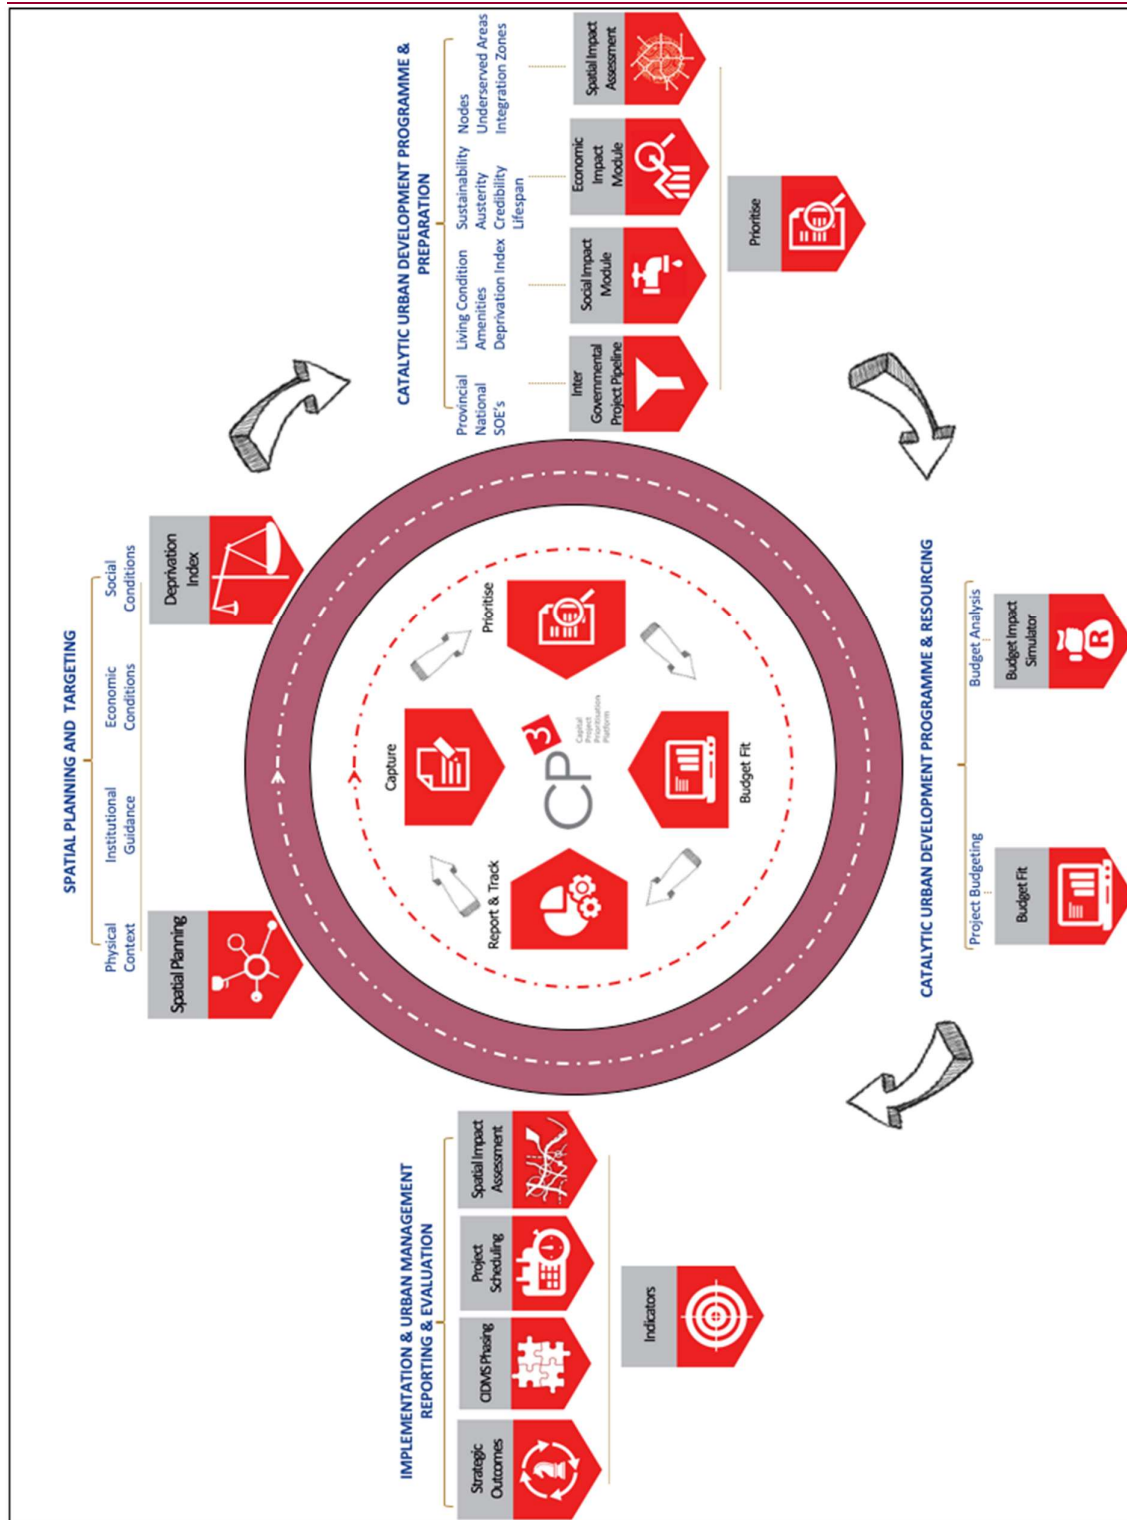 SPATIAL PLANNING AND TARGETING
Physical
Context
Institutional
Guidance
Economic
Conditions
Social
Conditions
Spatial Planning
Deprivation
Index
CATALYTIC URBAN DEVELOPMENT PROGRAMME &
PREPARATION
Provincial
National
SOE's
Living Condition
Amenities
Deprivation Index
Sustainability
Austerity
Credibility
Lifespan
Nodes
Underserved Areas
Integration Zones
Inter
Governmental
Project Pipeline
Social Impact
Module
Economic
Impact
Module
Spatial Impact
Assessment
Prioritise
CATALYTIC URBAN DEVELOPMENT PROGRAMME & RESOURCING
Project Budgeting
Budget Analysis
Budget Fit
Budget Impact
Simulator
R
IMPLEMENTATION & URBAN MANAGEMENT
REPORTING & EVALUATION
Strategic
Outcomes
CIDMS Phasing
Project
Scheduling
Spatial Impact
Assessment
Indicators
Capture
Prioritise
Budget Fit
Report & Track
CP3
Capital
Project
Prioritisation
Platform